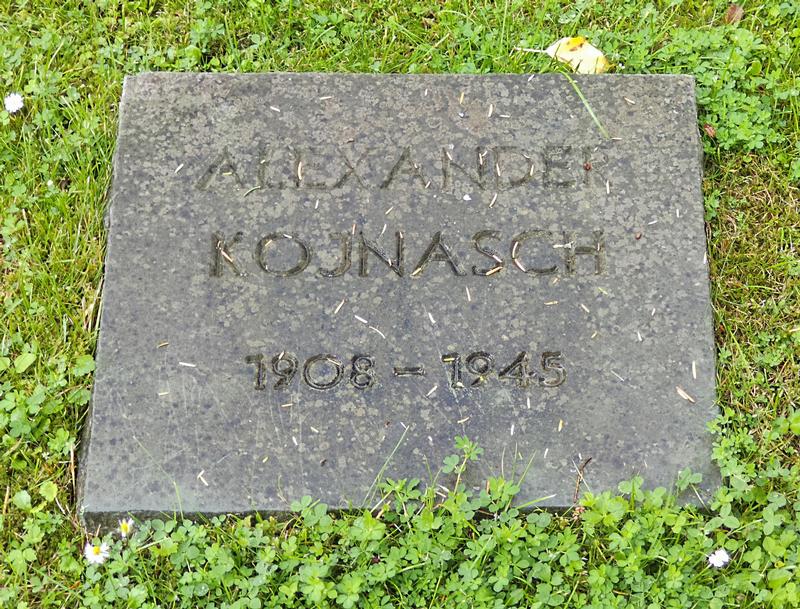 ALEXANDER
KOJNASCH
1908 – 1945